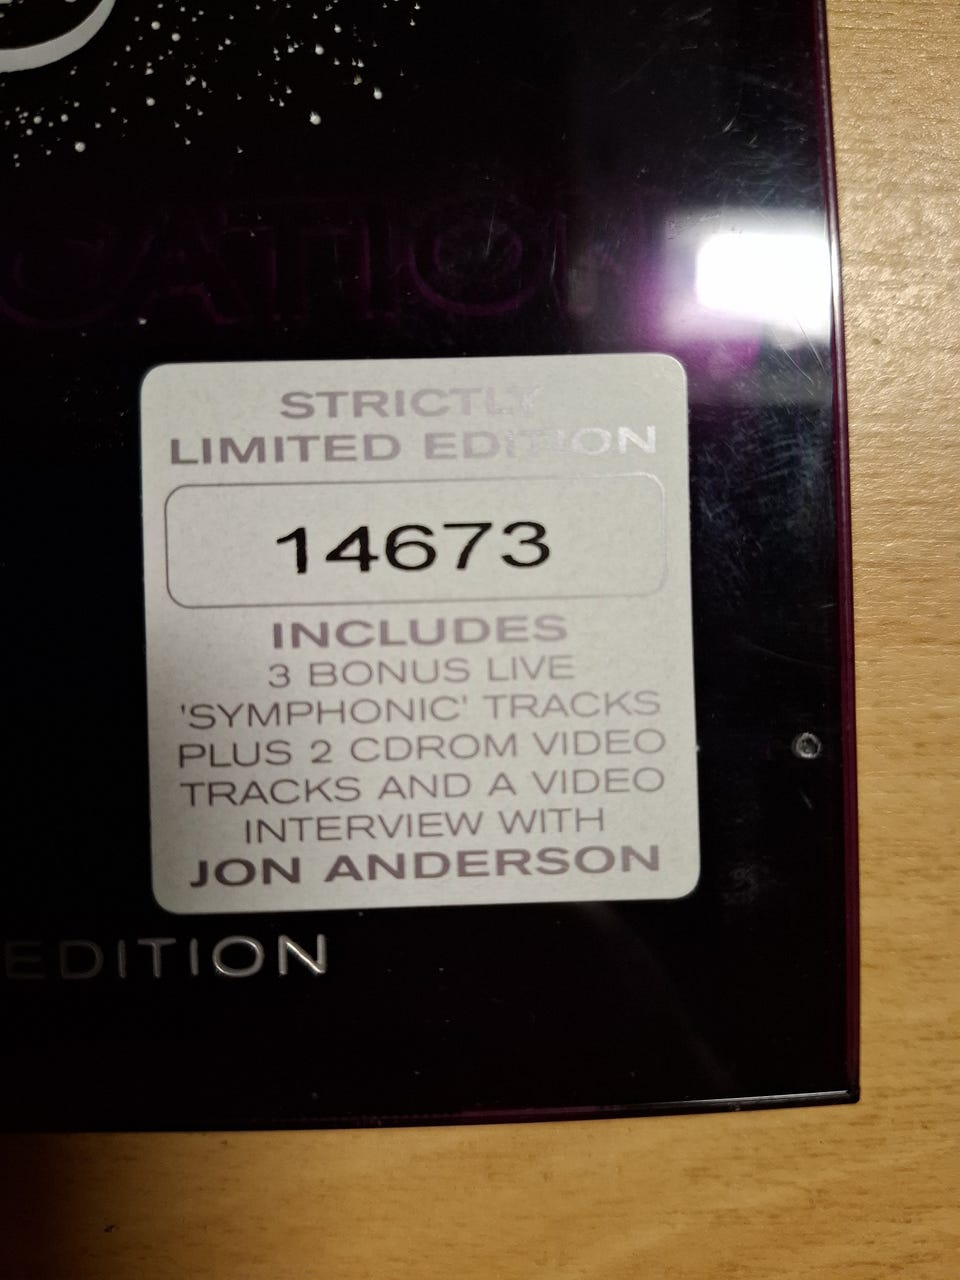 CATION
STRICTLY
LIMITED EDITION
14673
INCLUDES
3 BONUS LIVE
'SYMPHONIC' TRACKS
PLUS 2 CDROM VIDEO
TRACKS AND A VIDEO
INTERVIEW WITH
JON ANDERSON
EDITION